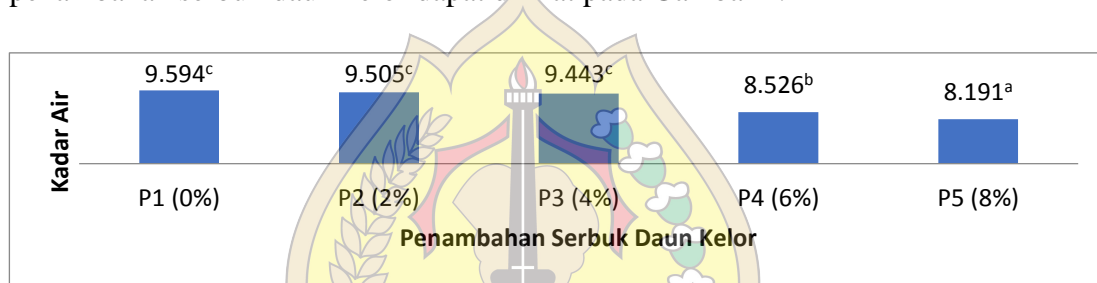 9.594ᶜ 9.505ᶜ 9.443ᶜ 8.526ᵇ 8.191ᵃ
Kadar Air
P1 (0%) P2 (2%) P3 (4%) P4 (6%) P5 (8%)
Penambahan Serbuk Daun Kelor